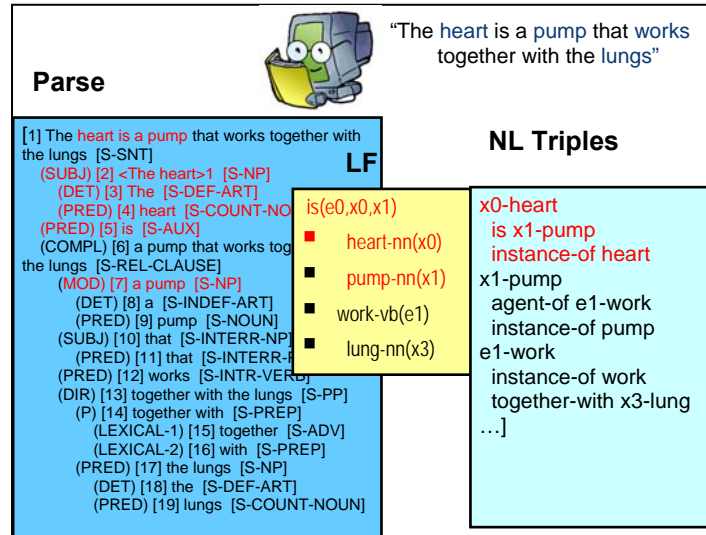 “The heart is a pump that works
together with the lungs”
Parse
[1] The heart is a pump that works together with
the lungs [S-SNT]
(SUBJ) [2] <The heart>1 [S-NP]
(DET) [3] The [S-DEF-ART]
(PRED) [4] heart [S-COUNT-NO
(PRED) [5] is [S-AUX]
(COMPL) [6] a pump that works tog
the lungs [S-REL-CLAUSE]
(MOD) [7] a pump [S-NP]
(DET) [8] a [S-INDEF-ART]
(PRED) [9] pump [S-NOUN]
(SUBJ) [10] that [S-INTERR-NP]
(PRED) [11] that [S-INTERR-
(PRED) [12] works [S-INTR-VERB]
(DIR) [13] together with the lungs [S-PP]
(P) [14] together with [S-PREP]
(LEXICAL-1) [15] together [S-ADV]
(LEXICAL-2) [16] with [S-PREP]
(PRED) [17] the lungs [S-NP]
(DET) [18] the [S-DEF-ART]
(PRED) [19] lungs [S-COUNT-NOUN]
LF
is(e0,x0,x1)
heart-nn(x0)
pump-nn(x1)
work-vb(e1)
lung-nn(x3)
NL Triples
x0-heart
is x1-pump
instance-of heart
x1-pump
agent-of e1-work
instance-of pump
e1-work
instance-of work
together-with x3-lung
…]